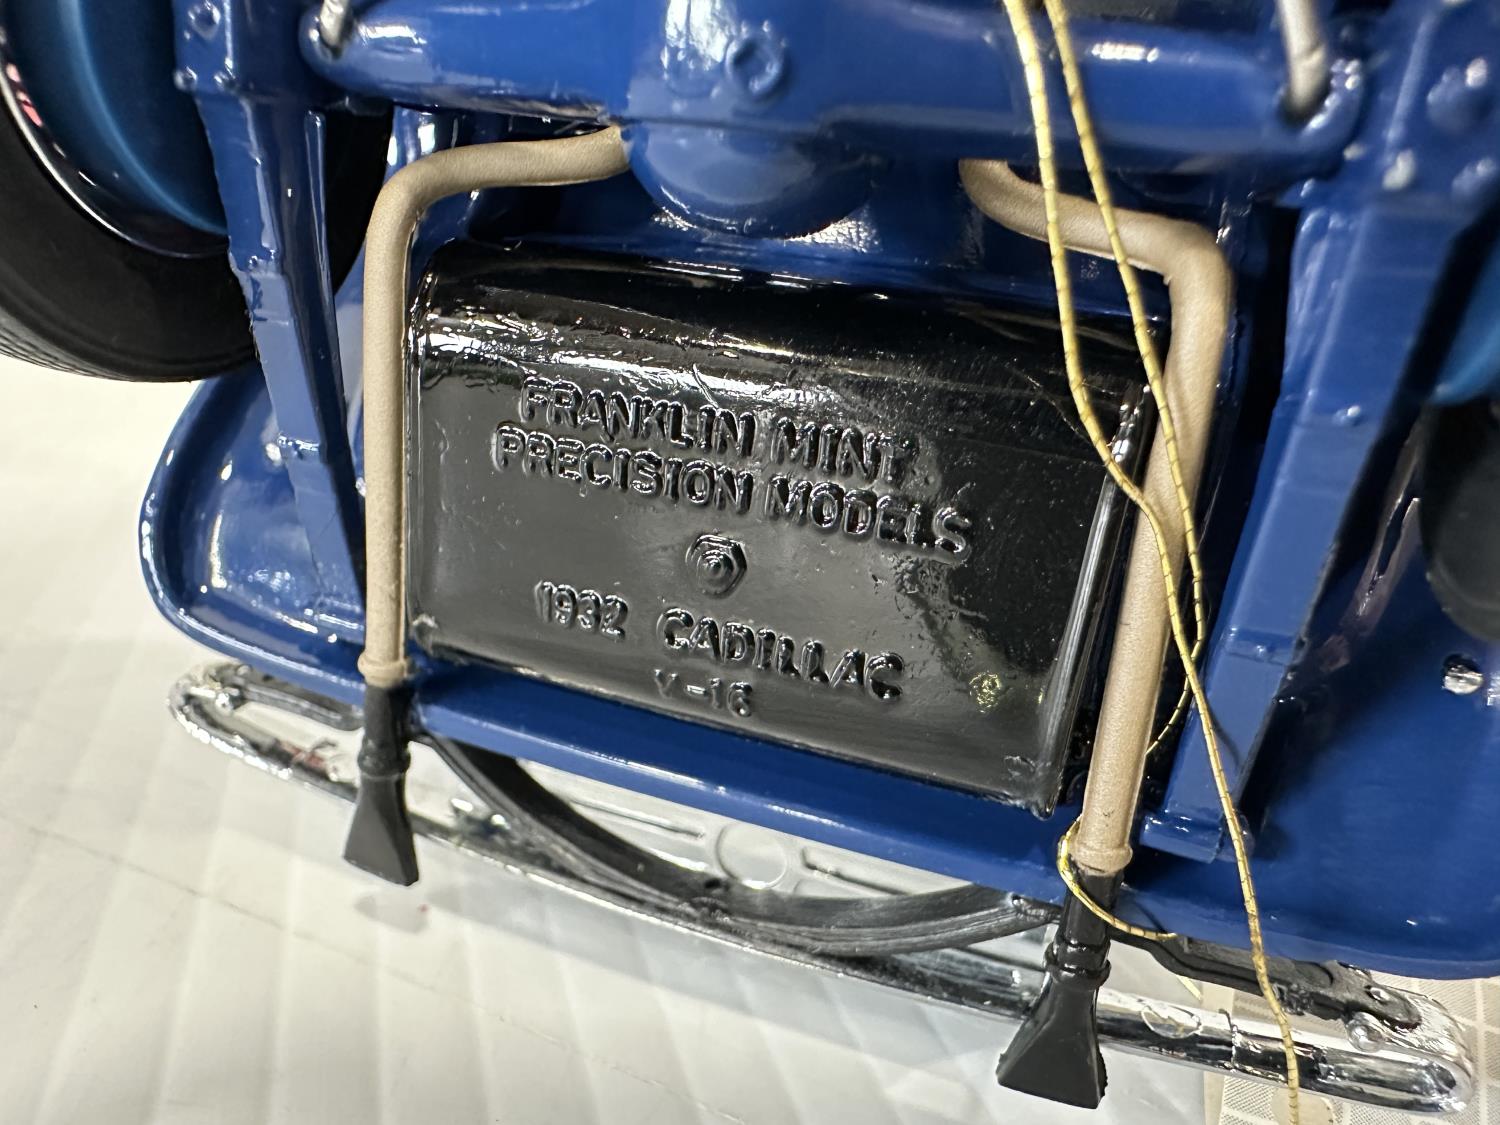 FRANKLIN MINT
PRECISION MODELS
1932 CADILLAC
V-16